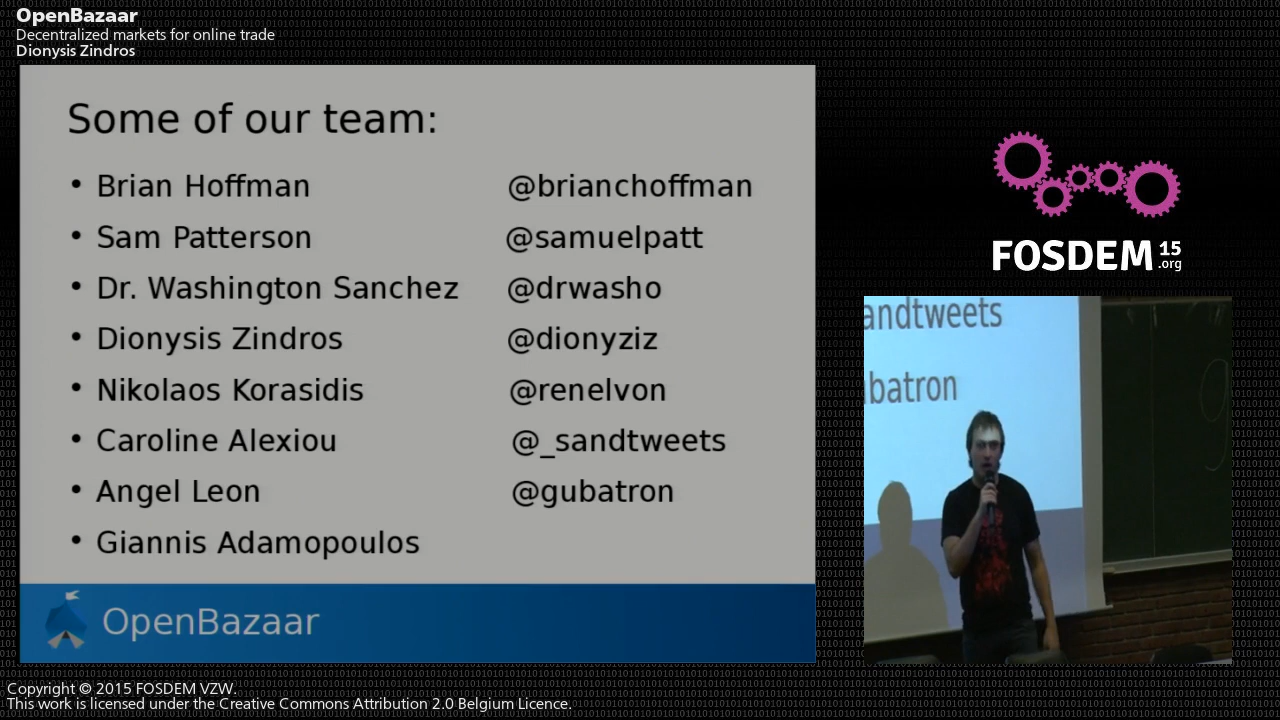 OpenBazaar
Decentralized markets for online trade
Dionysis Zindros
Some of our team:
• Brian Hoffman @brianchoffman
• Sam Patterson @samuelpatt
• Dr. Washington Sanchez @drwasho
• Dionysis Zindros @dionyziz
• Nikolaos Korasidis @renelvon
• Caroline Alexiou @_sandtweets
• Angel Leon @gubatron
• Giannis Adamopoulos
OpenBazaar
FOSDEM 15
.org
andtweets
batron
Copyright © 2015 FOSDEM VZW.
This work is licensed under the Creative Commons Attribution 2.0 Belgium Licence.